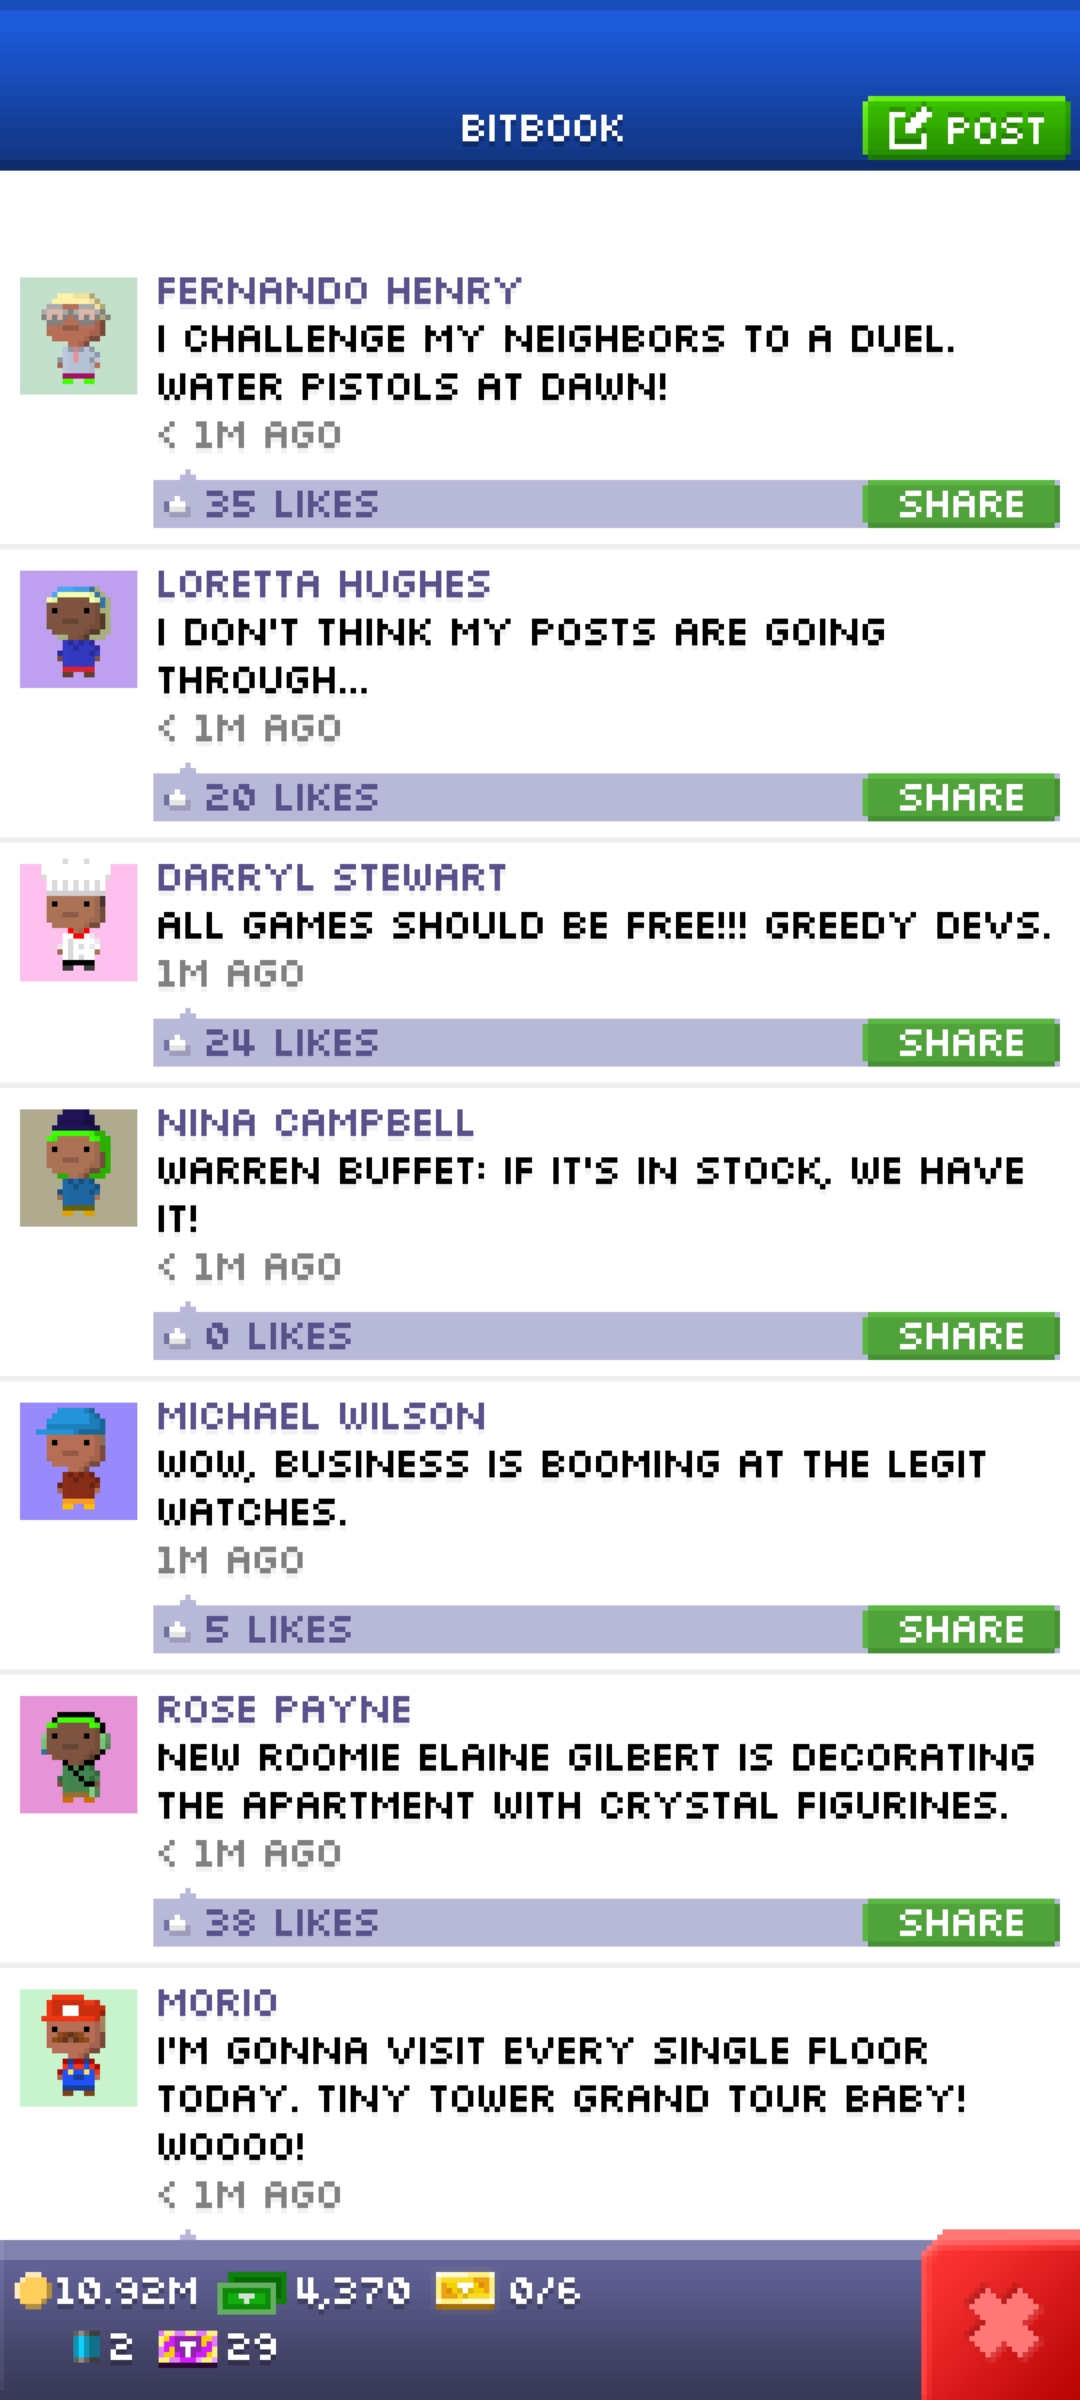 BITBOOK
POST
FERNANDO HENRY
I CHALLENGE MY NEIGHBORS TO A DUEL.
WATER PISTOLS AT DAWN!
< 1M AGO
35 LIKES
SHARE
LORETTA HUGHES
I DON'T THINK MY POSTS ARE GOING
THROUGH...
< 1M AGO
20 LIKES
SHARE
DARRYL STEWART
ALL GAMES SHOULD BE FREE!!! GREEDY DEVS.
1M AGO
24 LIKES
SHARE
NINA CAMPBELL
WARREN BUFFET: IF IT'S IN STOCK, WE HAVE
IT!
< 1M AGO
0 LIKES
SHARE
MICHAEL WILSON
WOW, BUSINESS IS BOOMING AT THE LEGIT
WATCHES.
1M AGO
5 LIKES
SHARE
ROSE PAYNE
NEW ROOMIE ELAINE GILBERT IS DECORATING
THE APARTMENT WITH CRYSTAL FIGURINES.
< 1M AGO
38 LIKES
SHARE
MORIO
I'M GONNA VISIT EVERY SINGLE FLOOR
TODAY. TINY TOWER GRAND TOUR BABY!
WOOOO!
< 1M AGO
10.92M 4,370 0/6
2 T 29